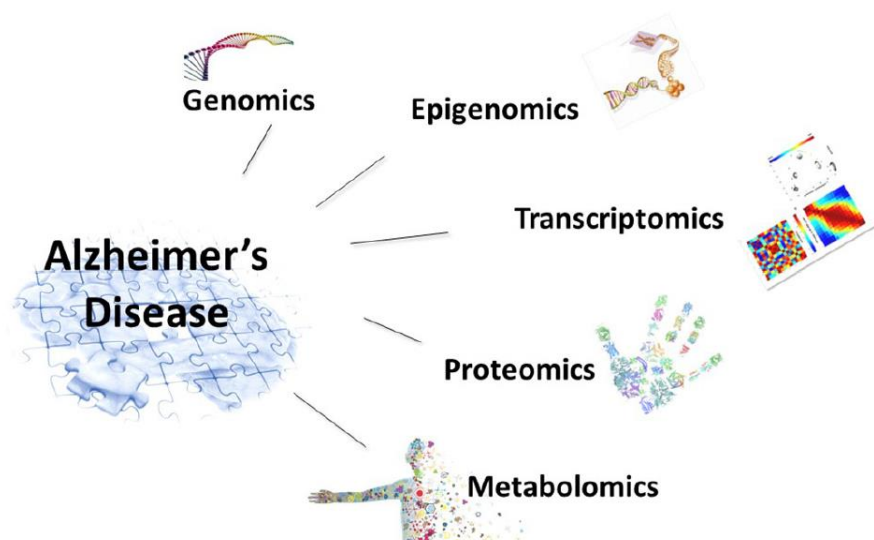 Genomics
Epigenomics
Transcriptomics
Alzheimer’s
Disease
Proteomics
Metabolomics